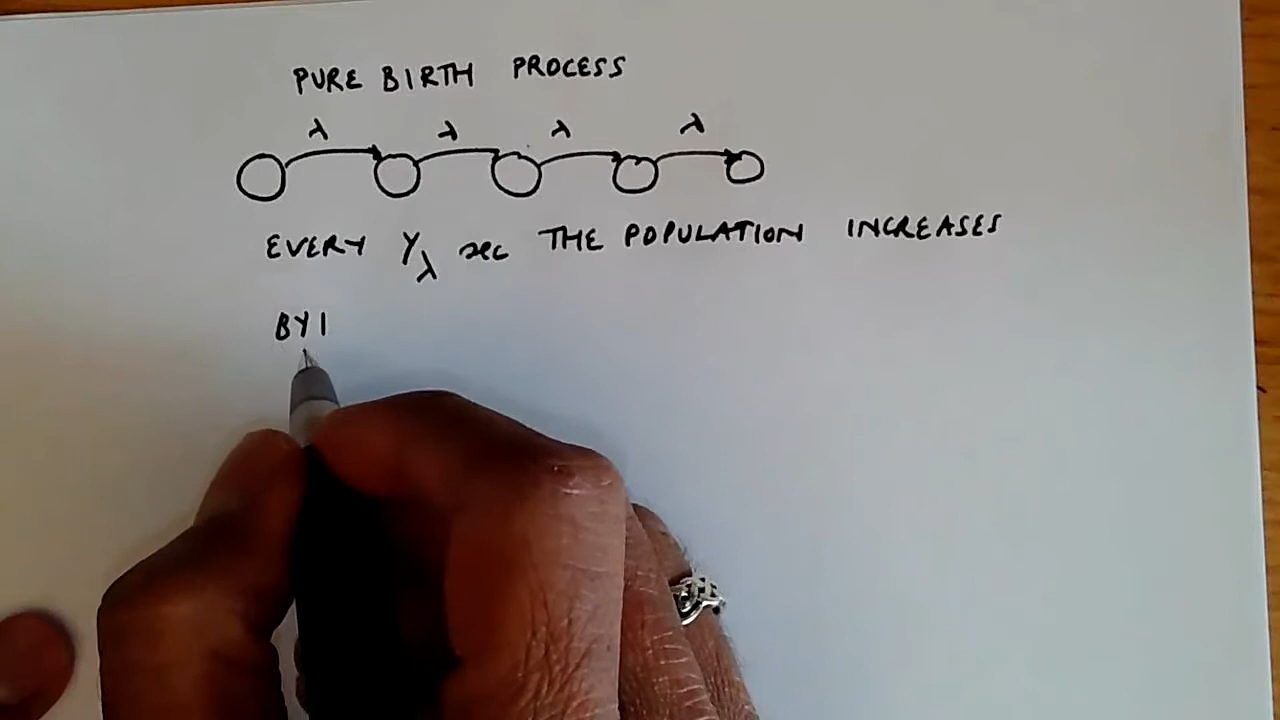 PURE BIRTH PROCESS
λ λ λ λ
EVERY 1/λ sec THE POPULATION INCREASES
BY 1